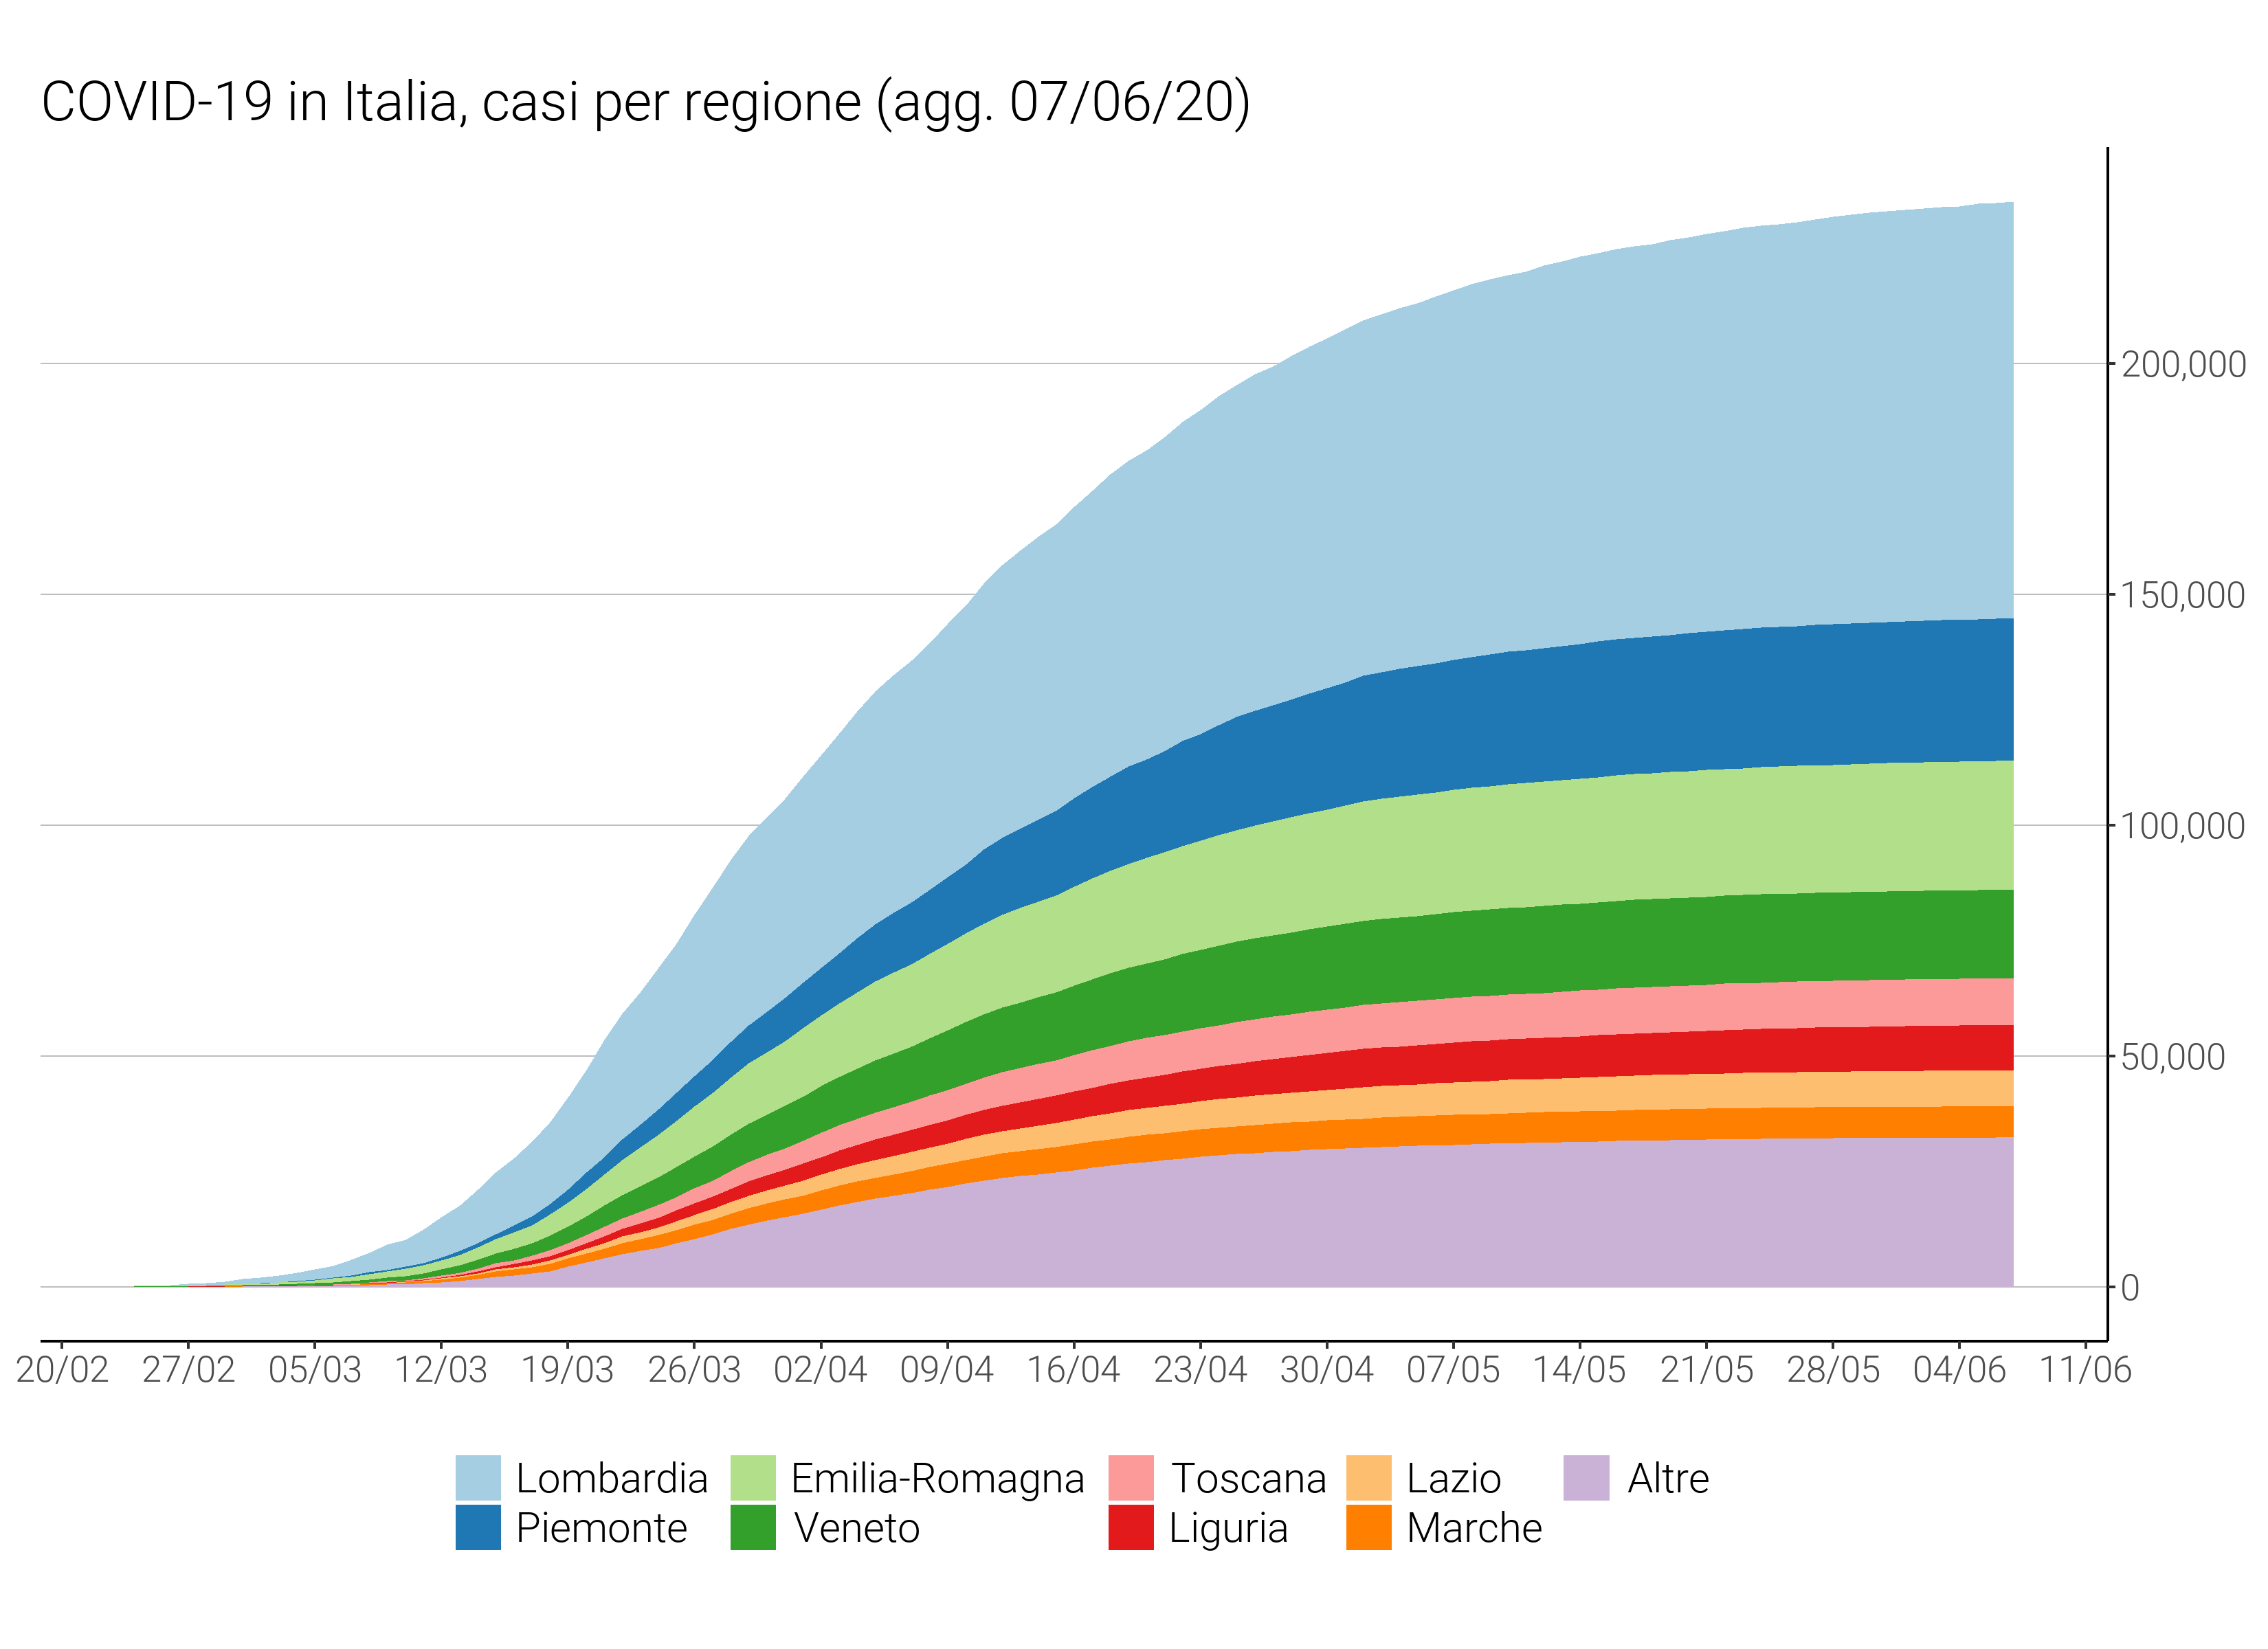 COVID-19 in Italia, casi per regione (agg. 07/06/20)
200,000
150,000
100,000
50,000
0
20/02 27/02 05/03 12/03 19/03 26/03 02/04 09/04 16/04 23/04 30/04 07/05 14/05 21/05 28/05 04/06 11/06
Lombardia Emilia-Romagna Toscana Lazio Altre
Piemonte Veneto Liguria Marche